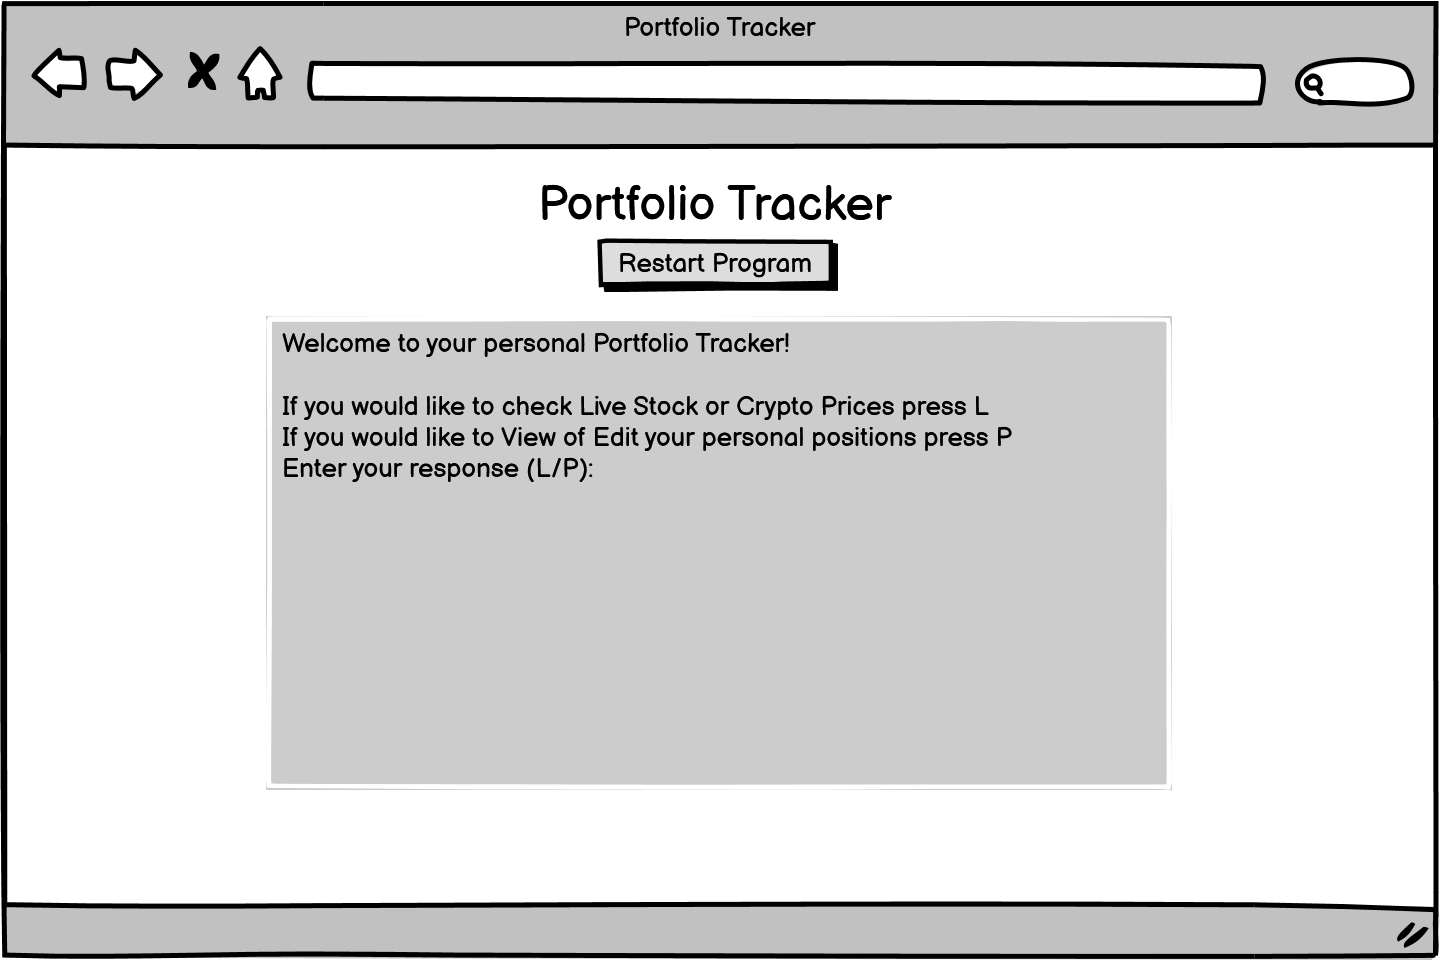 Portfolio Tracker
Portfolio Tracker
Restart Program
Welcome to your personal Portfolio Tracker!
If you would like to check Live Stock or Crypto Prices press L
If you would like to View of Edit your personal positions press P
Enter your response (L/P):